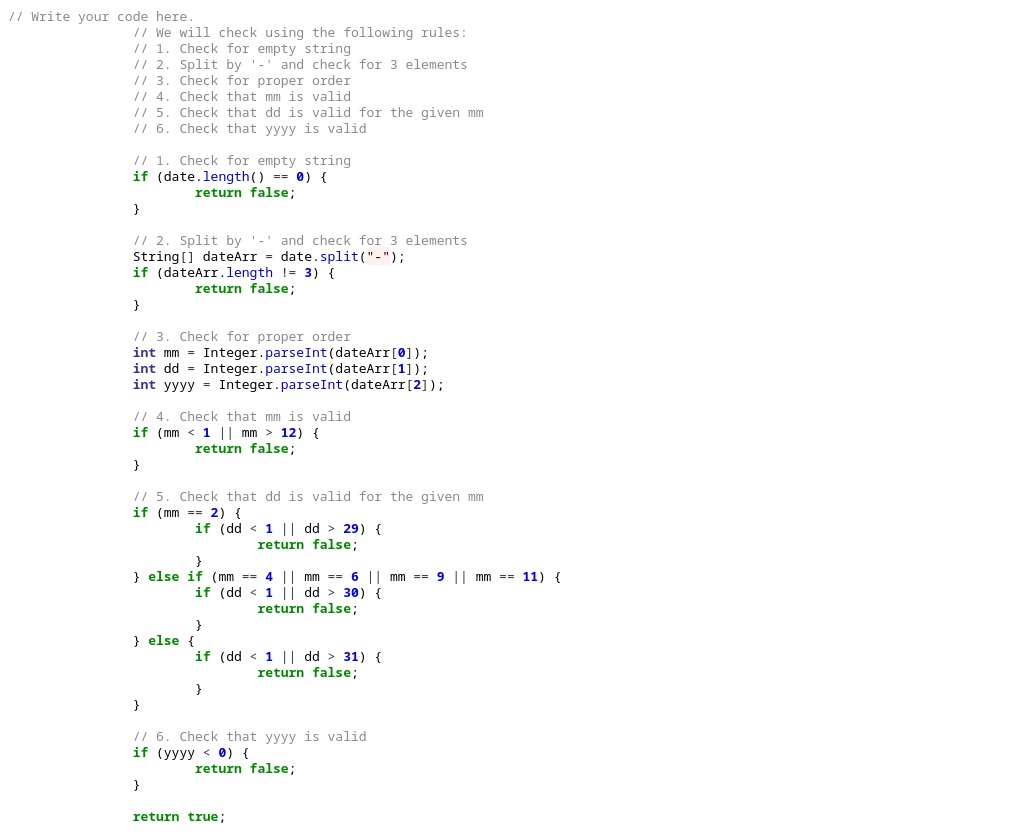 // Write your code here.
// We will check using the following rules:
// 1. Check for empty string
// 2. Split by '-' and check for 3 elements
// 3. Check for proper order
// 4. Check that mm is valid
// 5. Check that dd is valid for the given mm
// 6. Check that yyyy is valid

// 1. Check for empty string
if (date.length() == 0) {
return false;
}

// 2. Split by '-' and check for 3 elements
String[] dateArr = date.split("-");
if (dateArr.length != 3) {
return false;
}

// 3. Check for proper order
int mm = Integer.parseInt(dateArr[0]);
int dd = Integer.parseInt(dateArr[1]);
int yyyy = Integer.parseInt(dateArr[2]);

// 4. Check that mm is valid
if (mm < 1 || mm > 12) {
return false;
}

// 5. Check that dd is valid for the given mm
if (mm == 2) {
if (dd < 1 || dd > 29) {
return false;
}
} else if (mm == 4 || mm == 6 || mm == 9 || mm == 11) {
if (dd < 1 || dd > 30) {
return false;
}
} else {
if (dd < 1 || dd > 31) {
return false;
}
}

// 6. Check that yyyy is valid
if (yyyy < 0) {
return false;
}

return true;